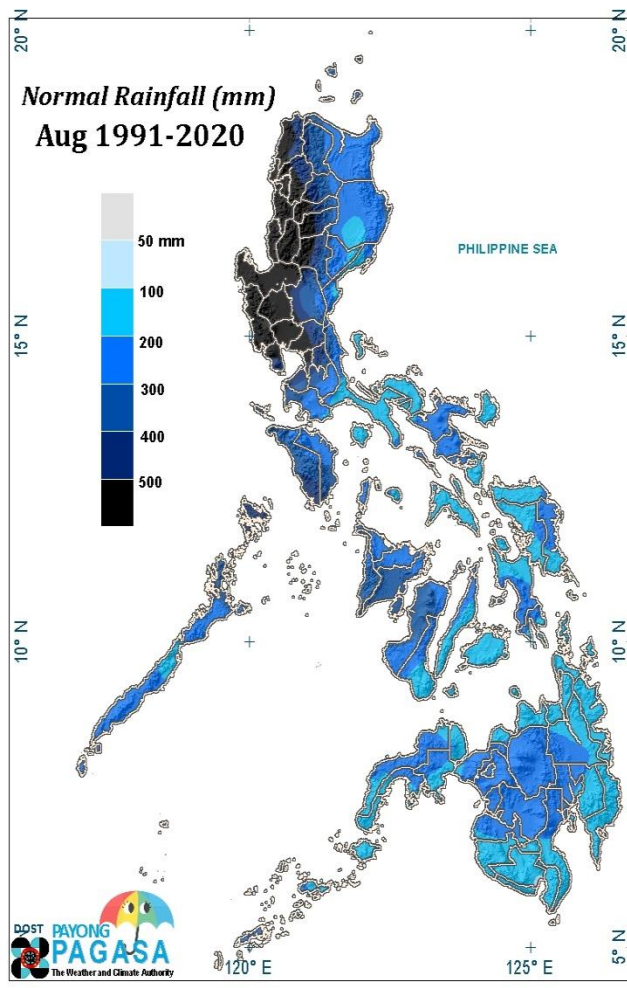 20° N
20° N
Normal Rainfall (mm)
Aug 1991-2020
50 mm
100
200
300
400
500
PHILIPPINE SEA
15° N
15° N
10° N
10° N
5° N
120° E
125° E
DOST
PAYONG
PAGASA
The Weather and Climate Authority